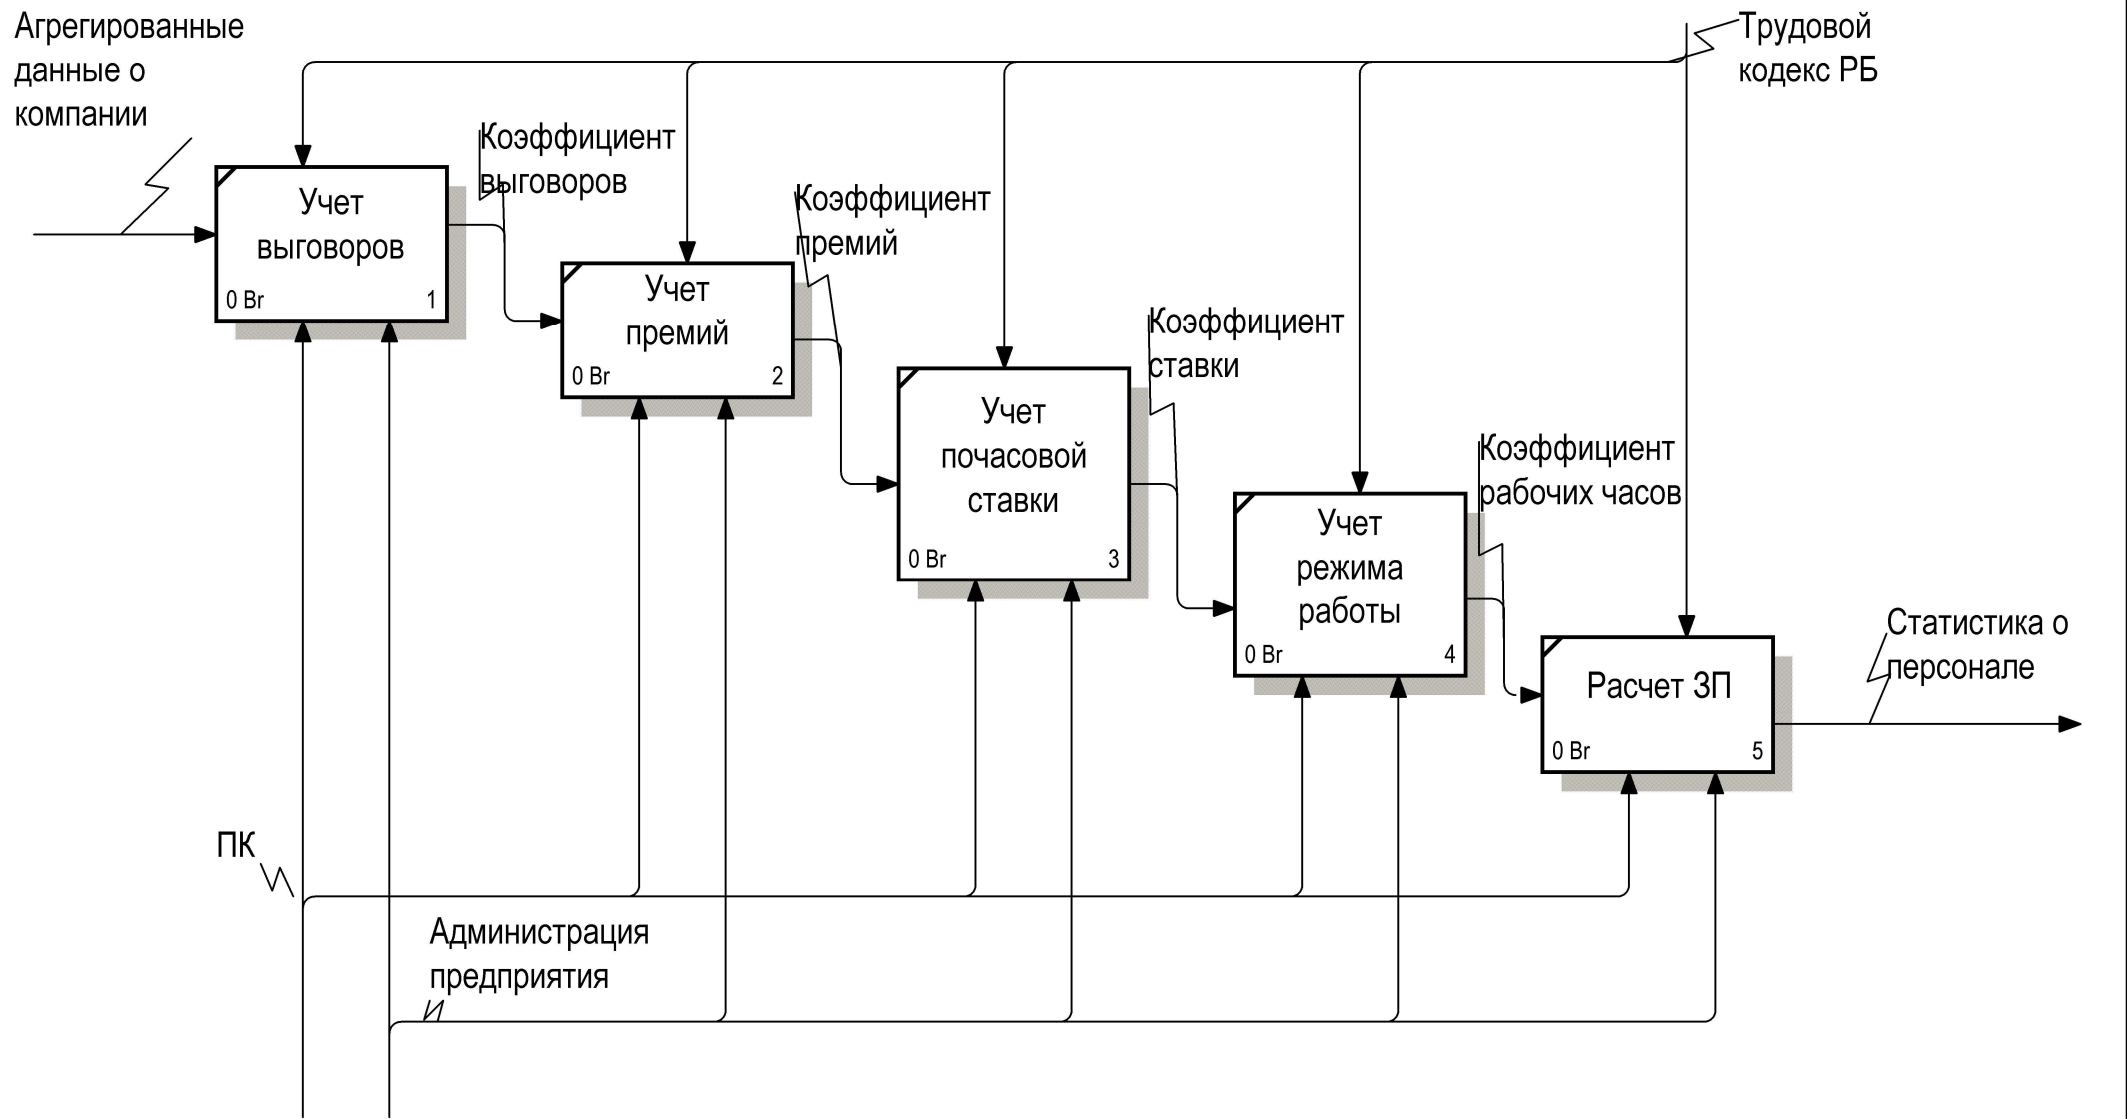 Агрегированные
данные о
компании
Трудовой
кодекс РБ
Коэффициент
выговоров
Учет
выговоров
0 Br
1
Коэффициент
премий
Учет
премий
0 Br
2
Коэффициент
ставки
Учет
почасовой
ставки
0 Br
3
Коэффициент
рабочих часов
Учет
режима
работы
0 Br
4
Статистика о
персонале
Расчет ЗП
0 Br
5
ПК
Администрация
предприятия